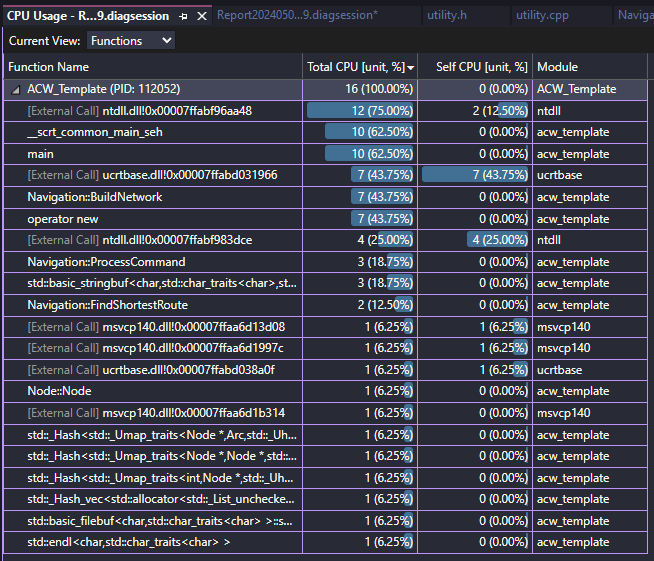 CPU Usage - R...9.diagsession Report2024050...9.diagsession* utility.h utility.cpp Naviga
Current View: Functions
Function Name Total CPU [unit, %] Self CPU [unit, %] Module
ACW_Template (PID: 112052) 16 (100.00%) 0 (0.00%) ACW_Template
[External Call] ntdll.dll!0x00007ffabf96aa48 12 (75.00%) 2 (12.50%) ntdll
__scrt_common_main_seh 10 (62.50%) 0 (0.00%) acw_template
main 10 (62.50%) 0 (0.00%) acw_template
[External Call] ucrtbase.dll!0x00007ffabd031966 7 (43.75%) 7 (43.75%) ucrtbase
Navigation::BuildNetwork 7 (43.75%) 0 (0.00%) acw_template
operator new 7 (43.75%) 0 (0.00%) acw_template
[External Call] ntdll.dll!0x00007ffabf983dce 4 (25.00%) 4 (25.00%) ntdll
Navigation::ProcessCommand 3 (18.75%) 0 (0.00%) acw_template
std::basic_stringbuf<char,std::char_traits<char>,st... 3 (18.75%) 0 (0.00%) acw_template
Navigation::FindShortestRoute 2 (12.50%) 0 (0.00%) acw_template
[External Call] msvcp140.dll!0x00007ffaa6d13d08 1 (6.25%) 1 (6.25%) msvcp140
[External Call] msvcp140.dll!0x00007ffaa6d1997c 1 (6.25%) 1 (6.25%) msvcp140
[External Call] ucrtbase.dll!0x00007ffabd038a0f 1 (6.25%) 1 (6.25%) ucrtbase
Node::Node 1 (6.25%) 0 (0.00%) acw_template
[External Call] msvcp140.dll!0x00007ffaa6d1b314 1 (6.25%) 0 (0.00%) msvcp140
std::_Hash<std::_Umap_traits<Node *,Arc,std::_Uh... 1 (6.25%) 0 (0.00%) acw_template
std::_Hash<std::_Umap_traits<Node *,Node *,std::... 1 (6.25%) 0 (0.00%) acw_template
std::_Hash<std::_Umap_traits<int,Node *,std::_Uh... 1 (6.25%) 0 (0.00%) acw_template
std::_Hash_vec<std::allocator<std::_List_unchecke... 1 (6.25%) 0 (0.00%) acw_template
std::basic_filebuf<char,std::char_traits<char> >::s... 1 (6.25%) 0 (0.00%) acw_template
std::endl<char,std::char_traits<char> > 1 (6.25%) 0 (0.00%) acw_template